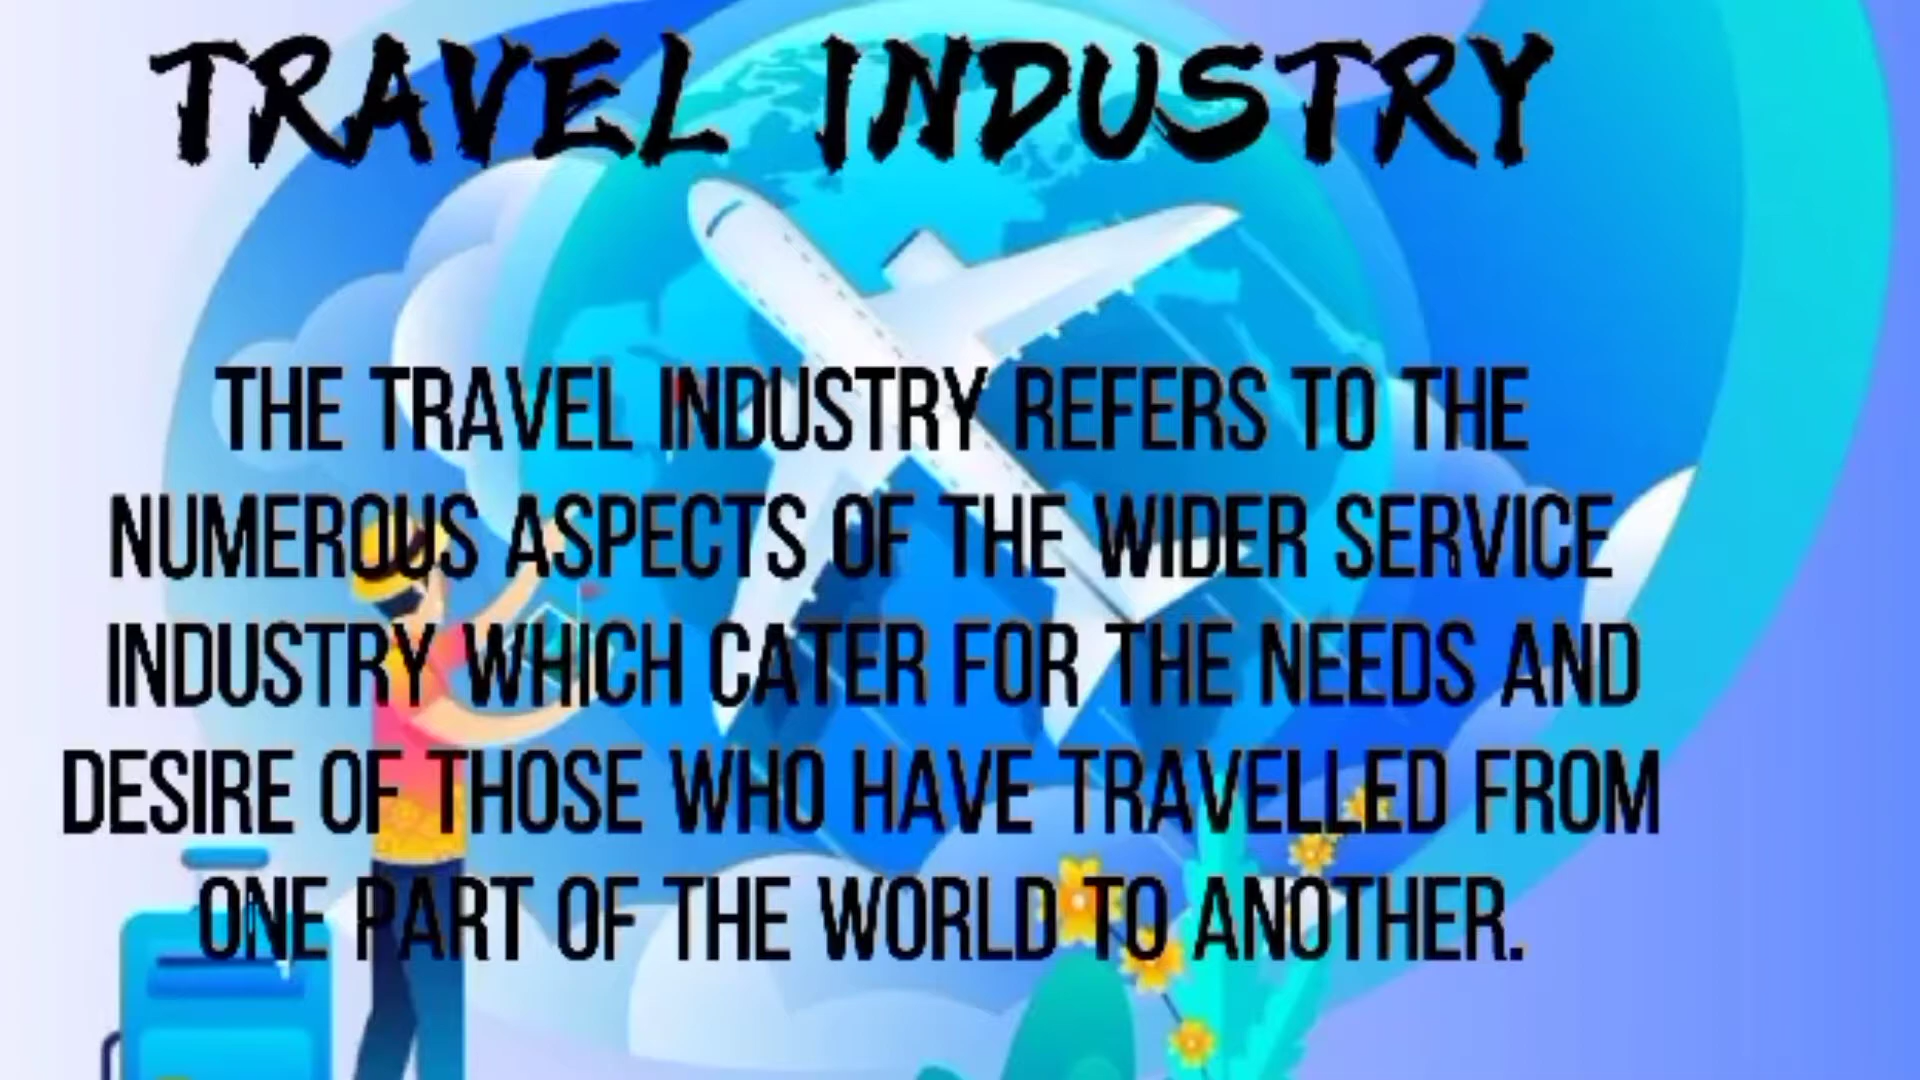 TRAVEL INDUSTRY
THE TRAVEL INDUSTRY REFERS TO THE
NUMEROUS ASPECTS OF THE WIDER SERVICE
INDUSTRY WHICH CATER FOR THE NEEDS AND
DESIRE OF THOSE WHO HAVE TRAVELLED FROM
ONE PART OF THE WORLD TO ANOTHER.